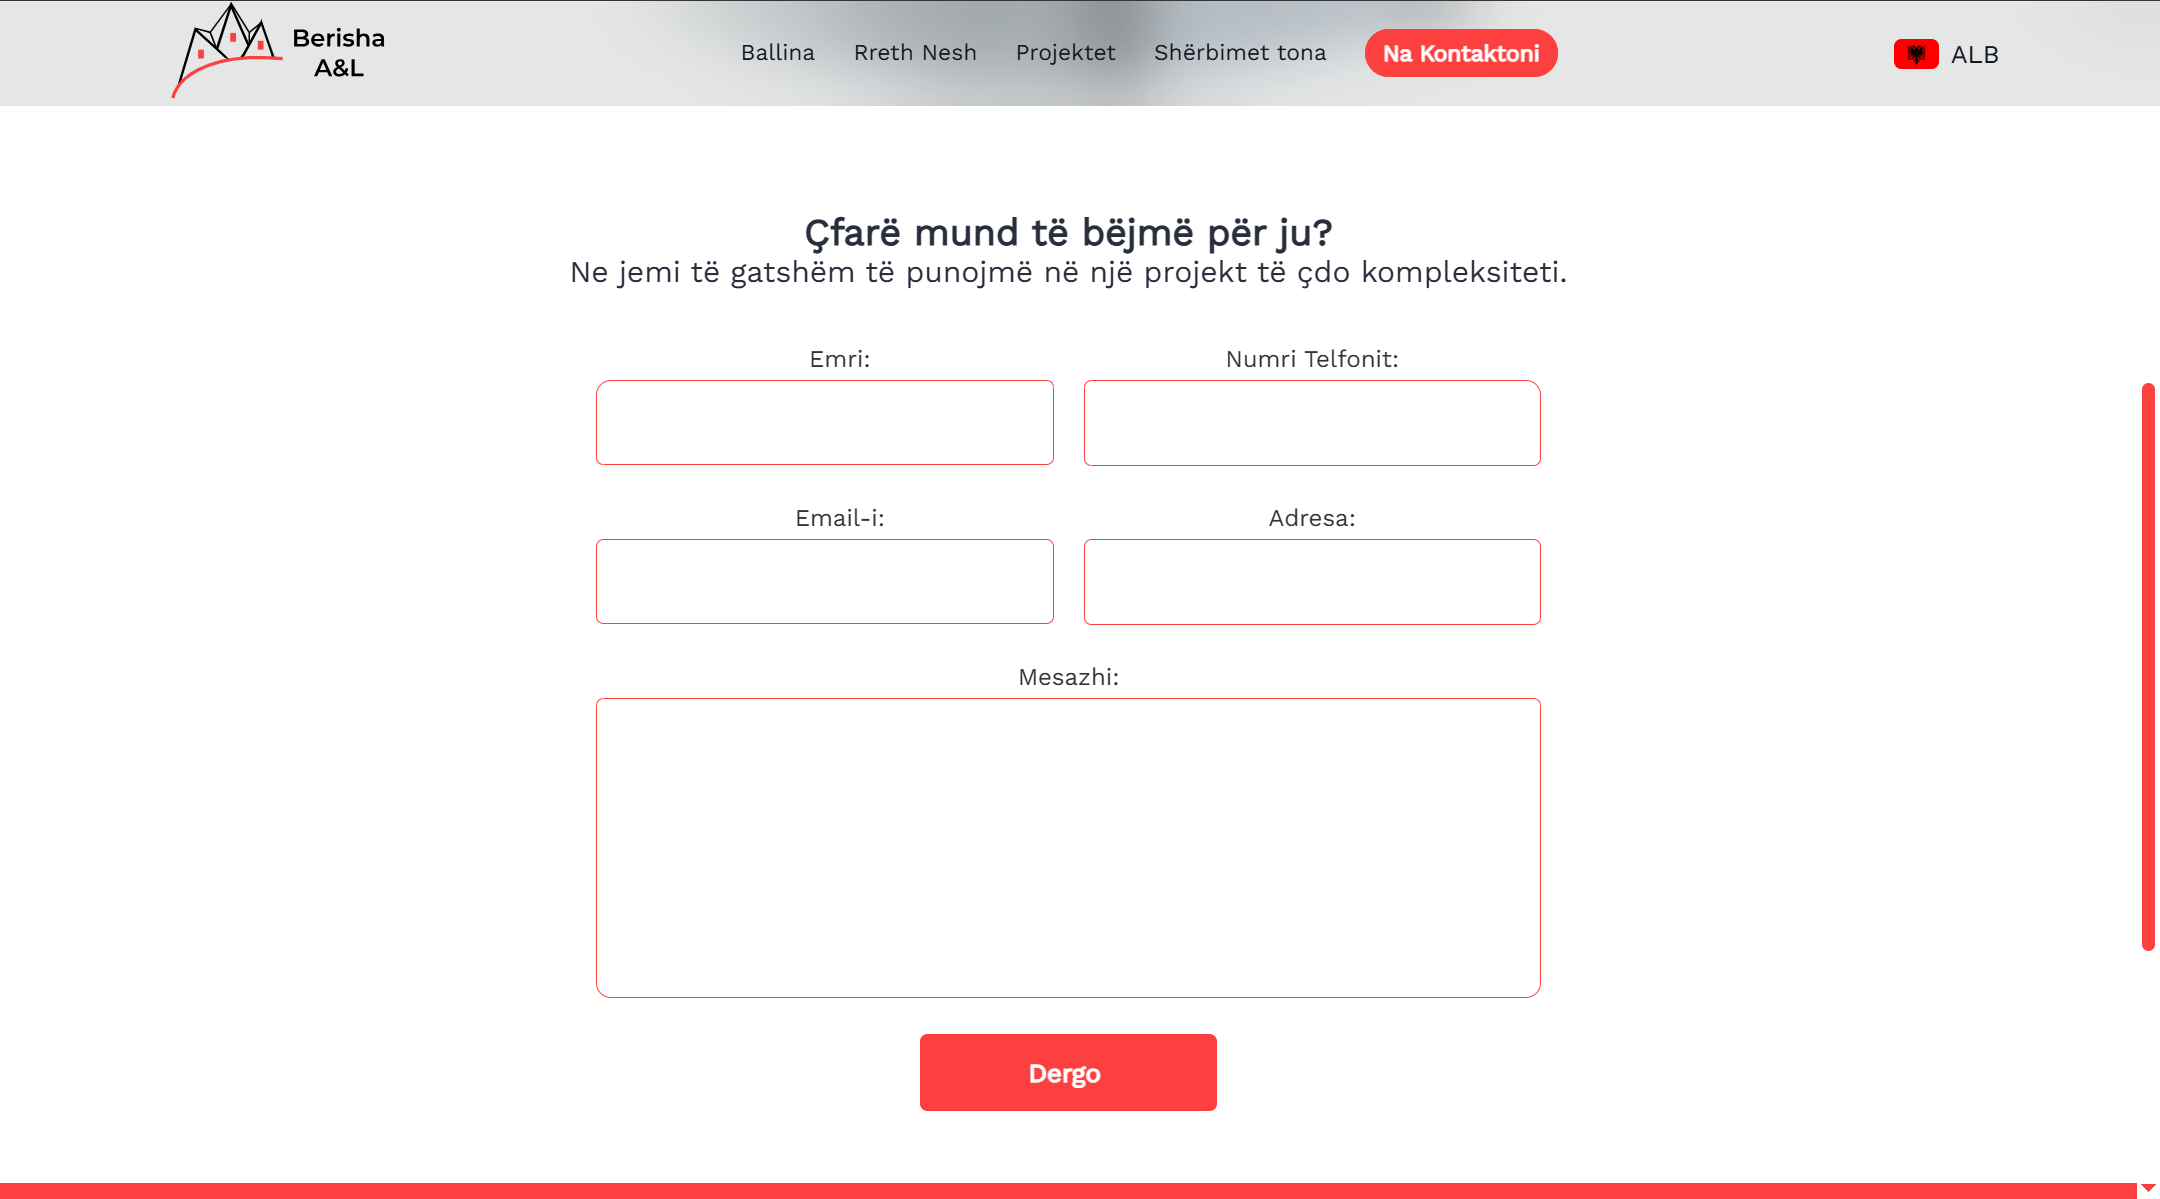 Berisha
A&L
Ballina
Rreth Nesh
Projektet
Shërbimet tona
Na Kontaktoni
ALB
Çfarë mund të bëjmë për ju?
Ne jemi të gatshëm të punojmë në një projekt të çdo kompleksiteti.
Emri:
Numri Telfonit:
Email-i:
Adresa:
Mesazhi:
Dergo